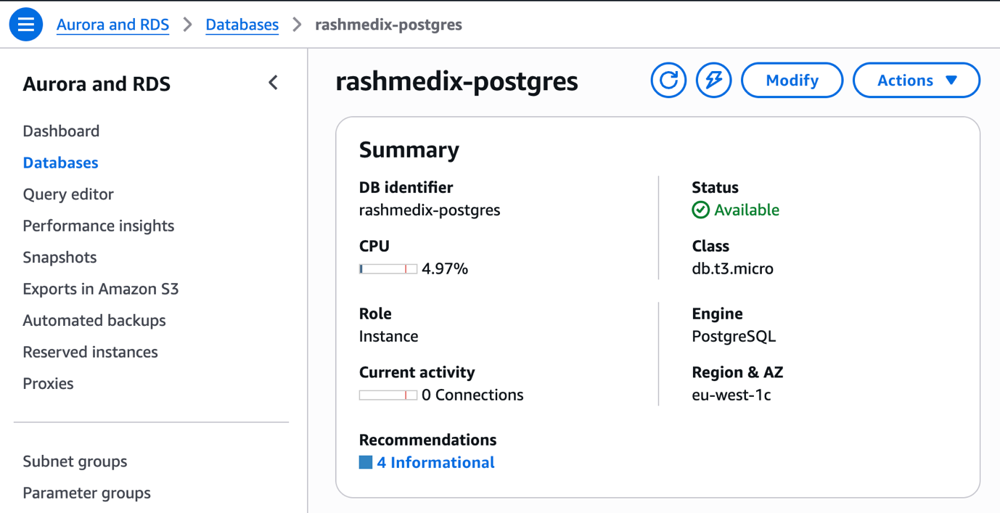 Aurora and RDS > Databases > rashmedix-postgres
Aurora and RDS
Dashboard
Databases
Query editor
Performance insights
Snapshots
Exports in Amazon S3
Automated backups
Reserved instances
Proxies
Subnet groups
Parameter groups
rashmedix-postgres
Modify
Actions
Summary
DB identifier
rashmedix-postgres
Status
Available
CPU
4.97%
Class
db.t3.micro
Role
Instance
Engine
PostgreSQL
Current activity
0 Connections
Region & AZ
eu-west-1c
Recommendations
4 Informational